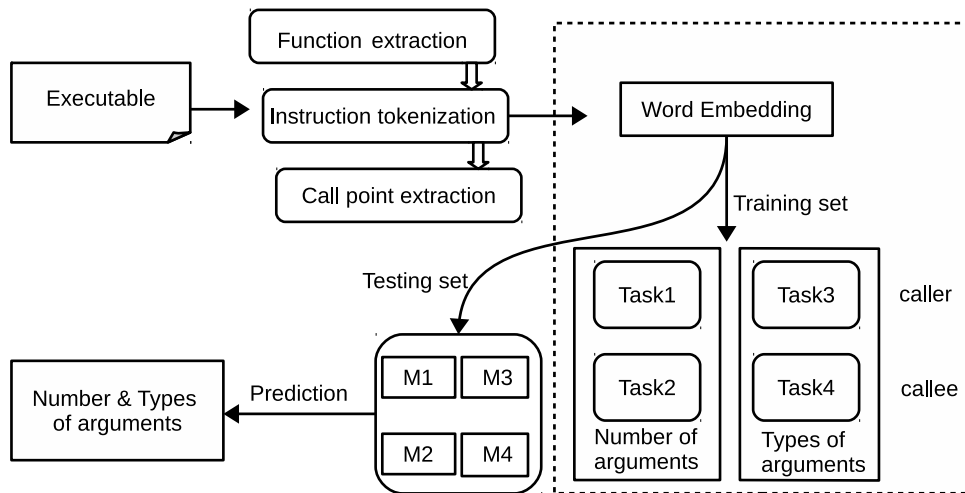 Function extraction
Executable
Instruction tokenization
Word Embedding
Call point extraction
Training set
Testing set
Task1
Task3
caller
Task2
Task4
callee
Number of
arguments
Types of
arguments
M1
M3
M2
M4
Prediction
Number & Types
of arguments